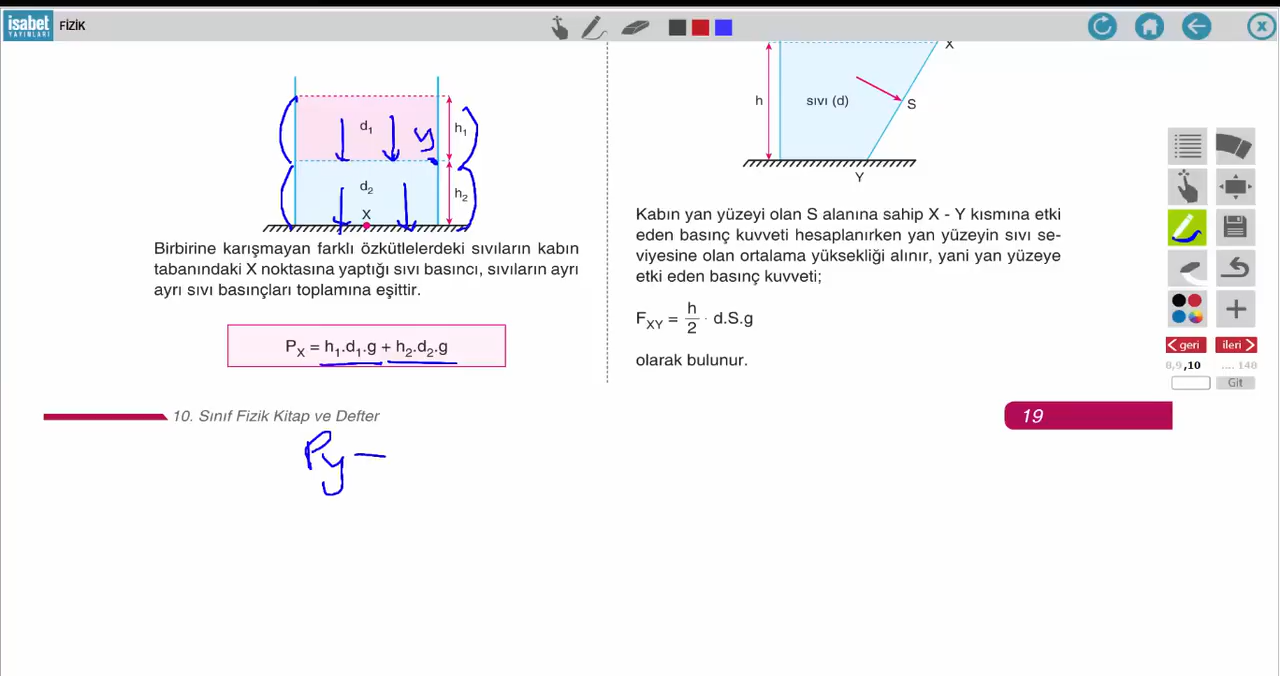 isabet
YAYINLARI
FİZİK
d1
y
h1
d2
h2
X
Birbirine karışmayan farklı özkütlelerdeki sıvıların kabın
tabanındaki X noktasına yaptığı sıvı basıncı, sıvıların ayrı
ayrı sıvı basınçları toplamına eşittir.
PX = h1.d1.g + h2.d2.g
10. Sınıf Fizik Kitap ve Defter
Py –
X
h
sıvı (d)
S
Y
Kabın yan yüzeyi olan S alanına sahip X - Y kısmına etki
eden basınç kuvveti hesaplanırken yan yüzeyin sıvı se-
viyesine olan ortalama yüksekliği alınır, yani yan yüzeye
etki eden basınç kuvveti;
FXY = h/2 . d.S.g
olarak bulunur.
19
geri
ileri
8,9,10 .... 148
Git